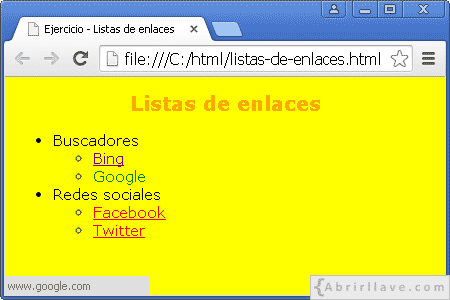 Ejercicio - Listas de enlaces
file:///C:/html/listas-de-enlaces.html
Listas de enlaces
Buscadores
Bing
Google
Redes sociales
Facebook
Twitter
www.google.com
{Abrirllave.com